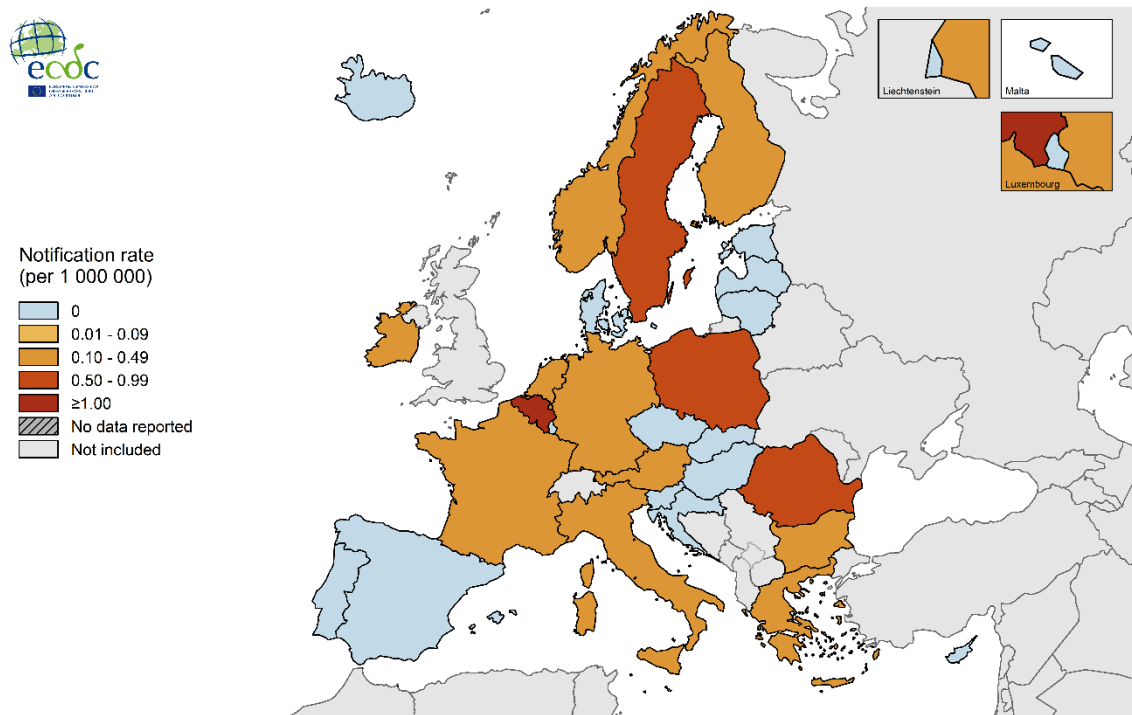 ecdc
Liechtenstein
Malta
Luxembourg
Notification rate
(per 1 000 000)
0
0.01 - 0.09
0.10 - 0.49
0.50 - 0.99
≥1.00
No data reported
Not included